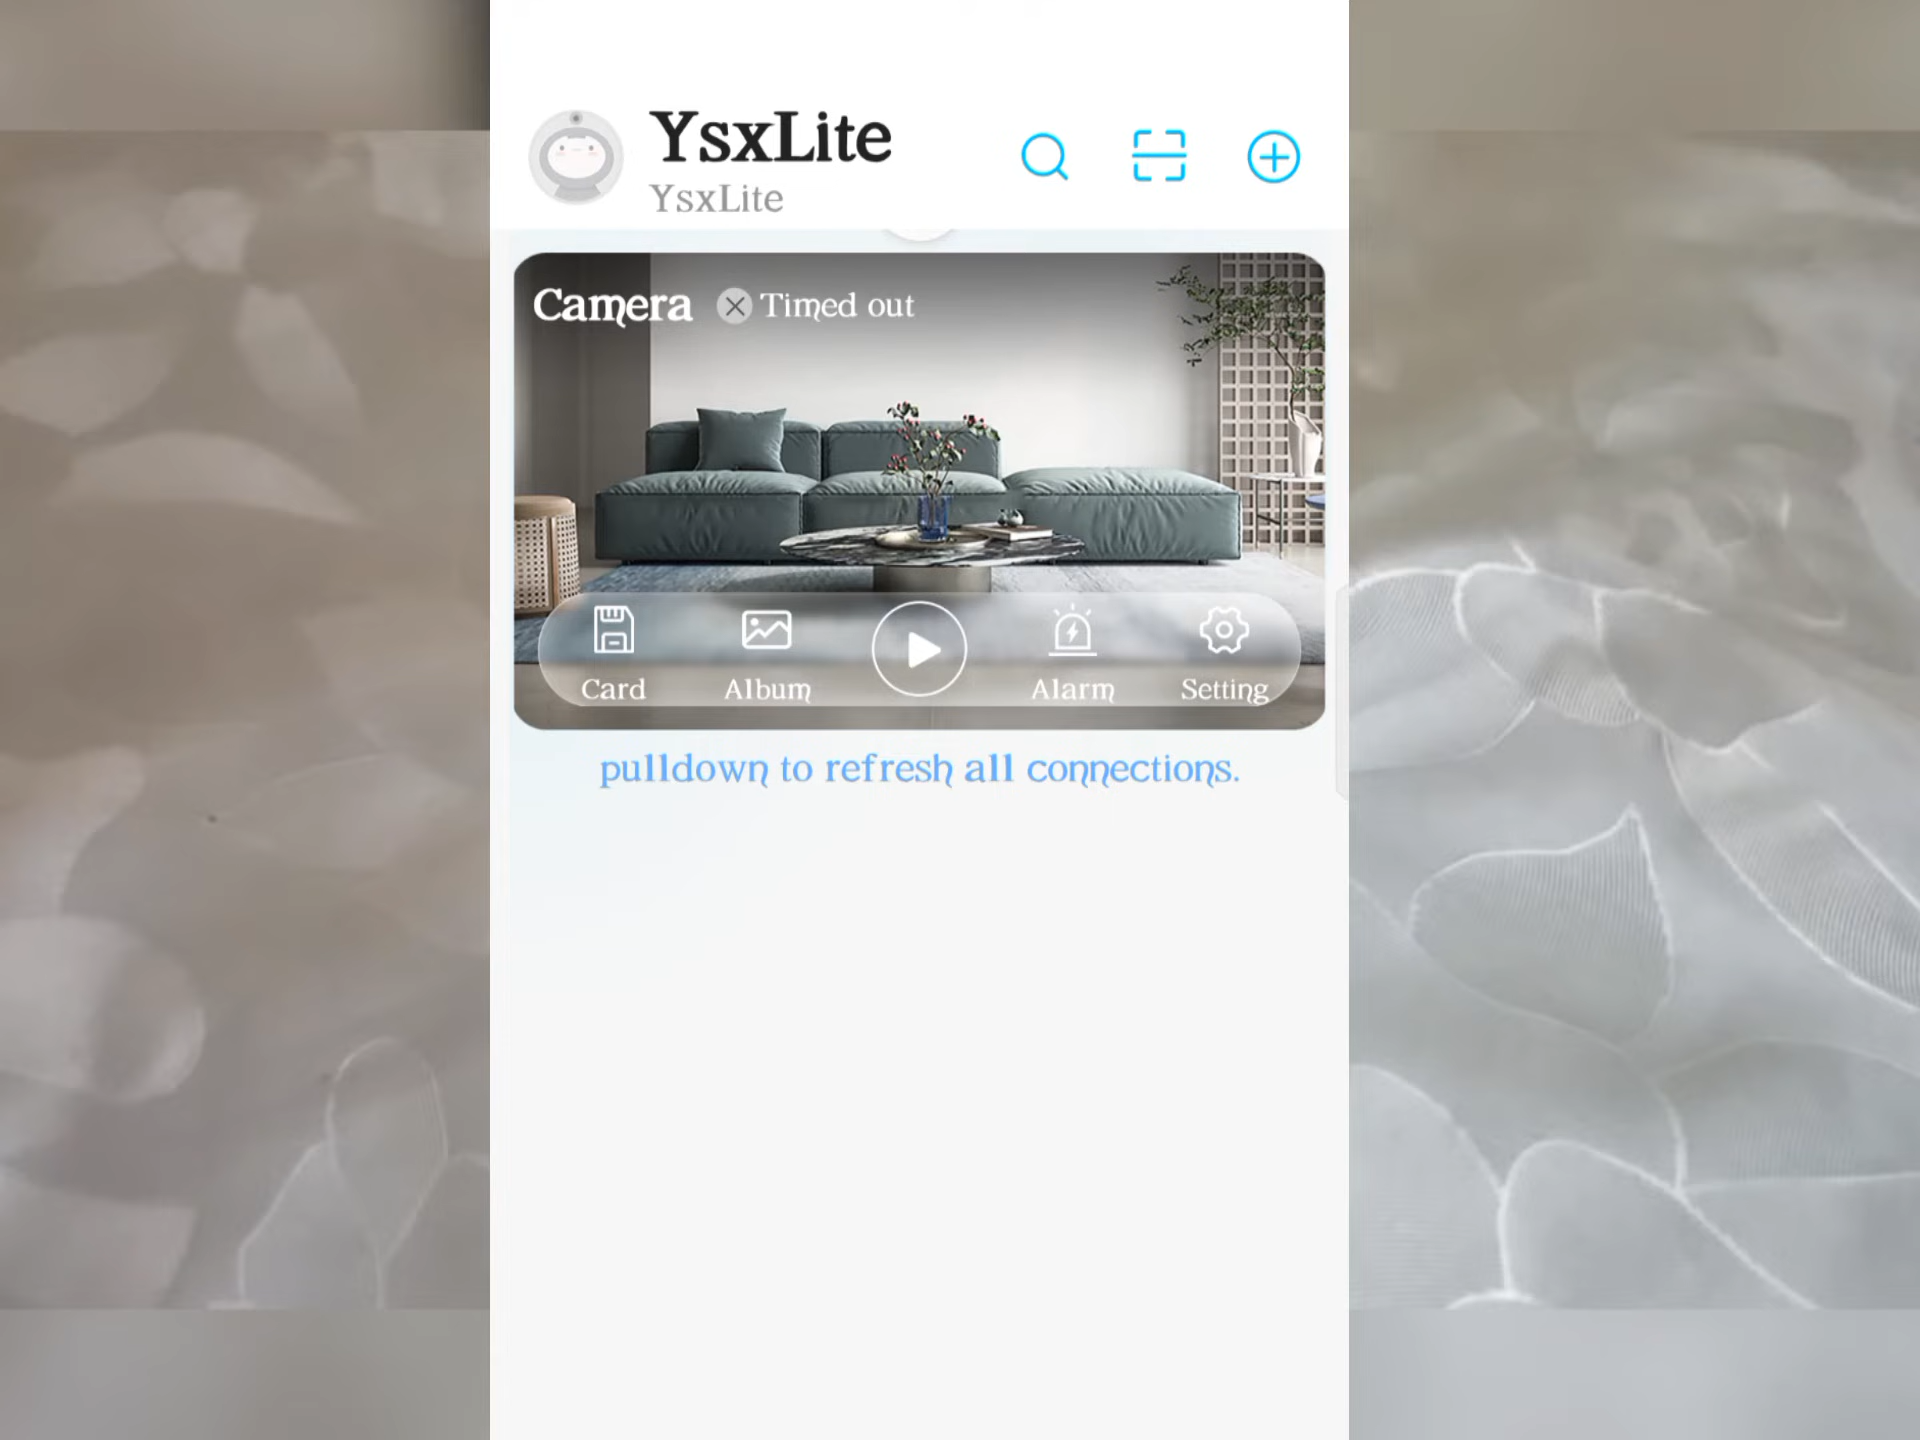 YsxLite
YsxLite
Camera Timed out
Card Album Alarm Setting
pulldown to refresh all connections.